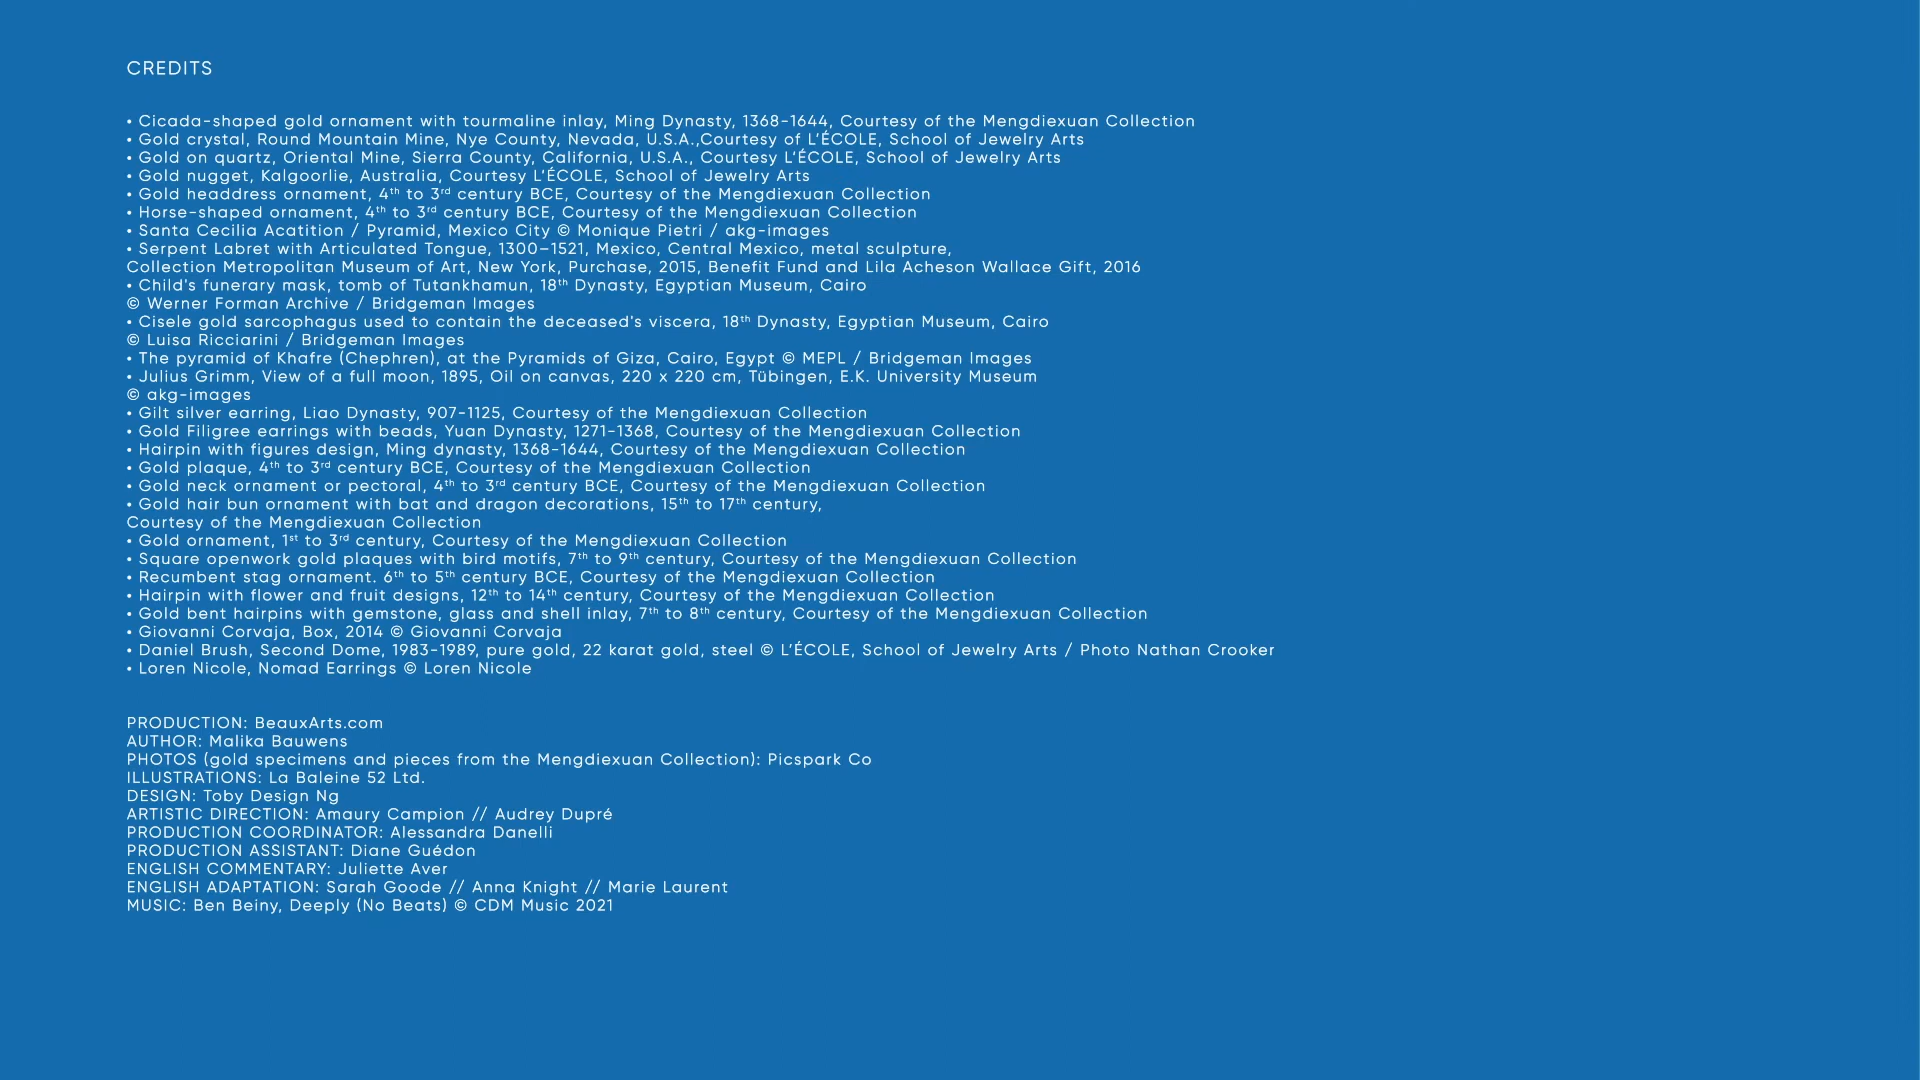 CREDITS
• Cicada-shaped gold ornament with tourmaline inlay, Ming Dynasty, 1368-1644, Courtesy of the Mengdiexuan Collection
• Gold crystal, Round Mountain Mine, Nye County, Nevada, U.S.A.,Courtesy of L'ÉCOLE, School of Jewelry Arts
• Gold on quartz, Oriental Mine, Sierra County, California, U.S.A., Courtesy L'ÉCOLE, School of Jewelry Arts
• Gold nugget, Kalgoorlie, Australia, Courtesy L'ÉCOLE, School of Jewelry Arts
• Gold headdress ornament, 4th to 3rd century BCE, Courtesy of the Mengdiexuan Collection
• Horse-shaped ornament, 4th to 3rd century BCE, Courtesy of the Mengdiexuan Collection
• Santa Cecilia Acatition / Pyramid, Mexico City © Monique Pietri / akg-images
• Serpent Labret with Articulated Tongue, 1300–1521, Mexico, Central Mexico, metal sculpture,
Collection Metropolitan Museum of Art, New York, Purchase, 2015, Benefit Fund and Lila Acheson Wallace Gift, 2016
• Child's funerary mask, tomb of Tutankhamun, 18th Dynasty, Egyptian Museum, Cairo
© Werner Forman Archive / Bridgeman Images
• Cisele gold sarcophagus used to contain the deceased's viscera, 18th Dynasty, Egyptian Museum, Cairo
© Luisa Ricciarini / Bridgeman Images
• The pyramid of Khafre (Chephren), at the Pyramids of Giza, Cairo, Egypt © MEPL / Bridgeman Images
• Julius Grimm, View of a full moon, 1895, Oil on canvas, 220 x 220 cm, Tübingen, E.K. University Museum
© akg-images
• Gilt silver earring, Liao Dynasty, 907-1125, Courtesy of the Mengdiexuan Collection
• Gold Filigree earrings with beads, Yuan Dynasty, 1271-1368, Courtesy of the Mengdiexuan Collection
• Hairpin with figures design, Ming dynasty, 1368-1644, Courtesy of the Mengdiexuan Collection
• Gold plaque, 4th to 3rd century BCE, Courtesy of the Mengdiexuan Collection
• Gold neck ornament or pectoral, 4th to 3rd century BCE, Courtesy of the Mengdiexuan Collection
• Gold hair bun ornament with bat and dragon decorations, 15th to 17th century,
Courtesy of the Mengdiexuan Collection
• Gold ornament, 1st to 3rd century, Courtesy of the Mengdiexuan Collection
• Square openwork gold plaques with bird motifs, 7th to 9th century, Courtesy of the Mengdiexuan Collection
• Recumbent stag ornament. 6th to 5th century BCE, Courtesy of the Mengdiexuan Collection
• Hairpin with flower and fruit designs, 12th to 14th century, Courtesy of the Mengdiexuan Collection
• Gold bent hairpins with gemstone, glass and shell inlay, 7th to 8th century, Courtesy of the Mengdiexuan Collection
• Giovanni Corvaja, Box, 2014 © Giovanni Corvaja
• Daniel Brush, Second Dome, 1983-1989, pure gold, 22 karat gold, steel © L'ÉCOLE, School of Jewelry Arts / Photo Nathan Crooker
• Loren Nicole, Nomad Earrings © Loren Nicole
PRODUCTION: BeauxArts.com
AUTHOR: Malika Bauwens
PHOTOS (gold specimens and pieces from the Mengdiexuan Collection): Picspark Co
ILLUSTRATIONS: La Baleine 52 Ltd.
DESIGN: Toby Design Ng
ARTISTIC DIRECTION: Amaury Campion // Audrey Dupré
PRODUCTION COORDINATOR: Alessandra Danelli
PRODUCTION ASSISTANT: Diane Guédon
ENGLISH COMMENTARY: Juliette Aver
ENGLISH ADAPTATION: Sarah Goode // Anna Knight // Marie Laurent
MUSIC: Ben Beiny, Deeply (No Beats) © CDM Music 2021